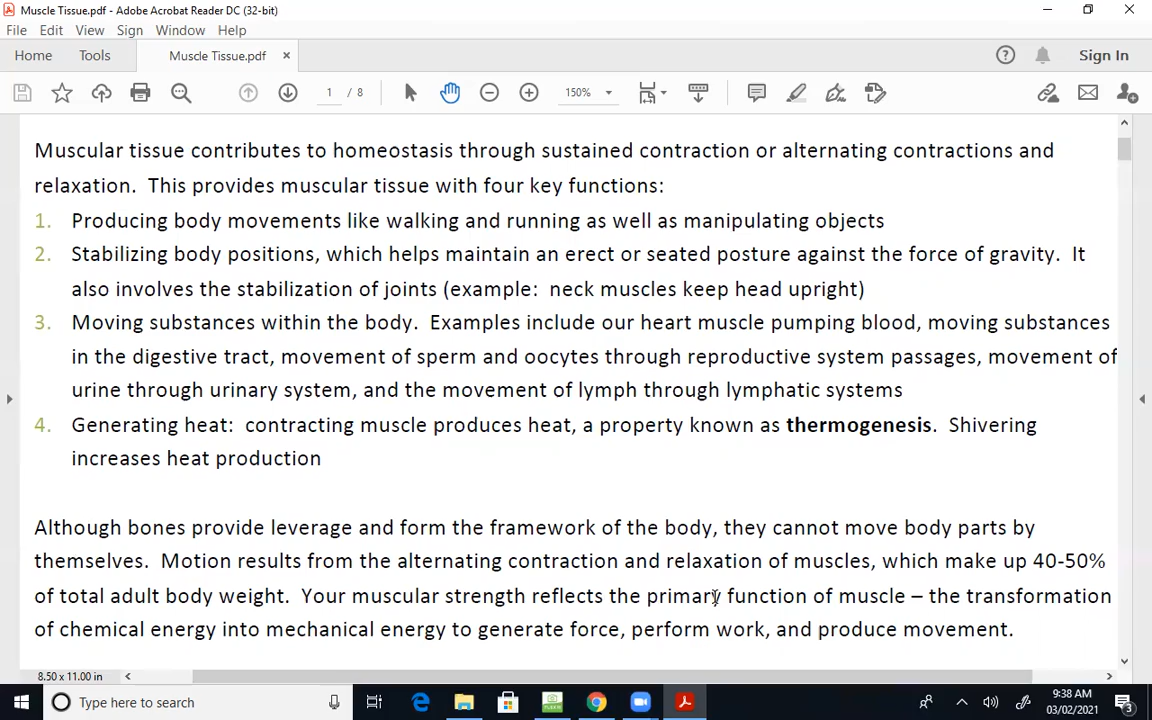 Muscle Tissue.pdf - Adobe Acrobat Reader DC (32-bit)
File Edit View Sign Window Help
Home Tools Muscle Tissue.pdf × Sign In
1 / 8 150%
Muscular tissue contributes to homeostasis through sustained contraction or alternating contractions and
relaxation. This provides muscular tissue with four key functions:
1. Producing body movements like walking and running as well as manipulating objects
2. Stabilizing body positions, which helps maintain an erect or seated posture against the force of gravity. It
also involves the stabilization of joints (example: neck muscles keep head upright)
3. Moving substances within the body. Examples include our heart muscle pumping blood, moving substances
in the digestive tract, movement of sperm and oocytes through reproductive system passages, movement of
urine through urinary system, and the movement of lymph through lymphatic systems
4. Generating heat: contracting muscle produces heat, a property known as thermogenesis. Shivering
increases heat production
Although bones provide leverage and form the framework of the body, they cannot move body parts by
themselves. Motion results from the alternating contraction and relaxation of muscles, which make up 40-50%
of total adult body weight. Your muscular strength reflects the primary function of muscle – the transformation
of chemical energy into mechanical energy to generate force, perform work, and produce movement.
8.50 x 11.00 in
Type here to search
9:38 AM
03/02/2021
3